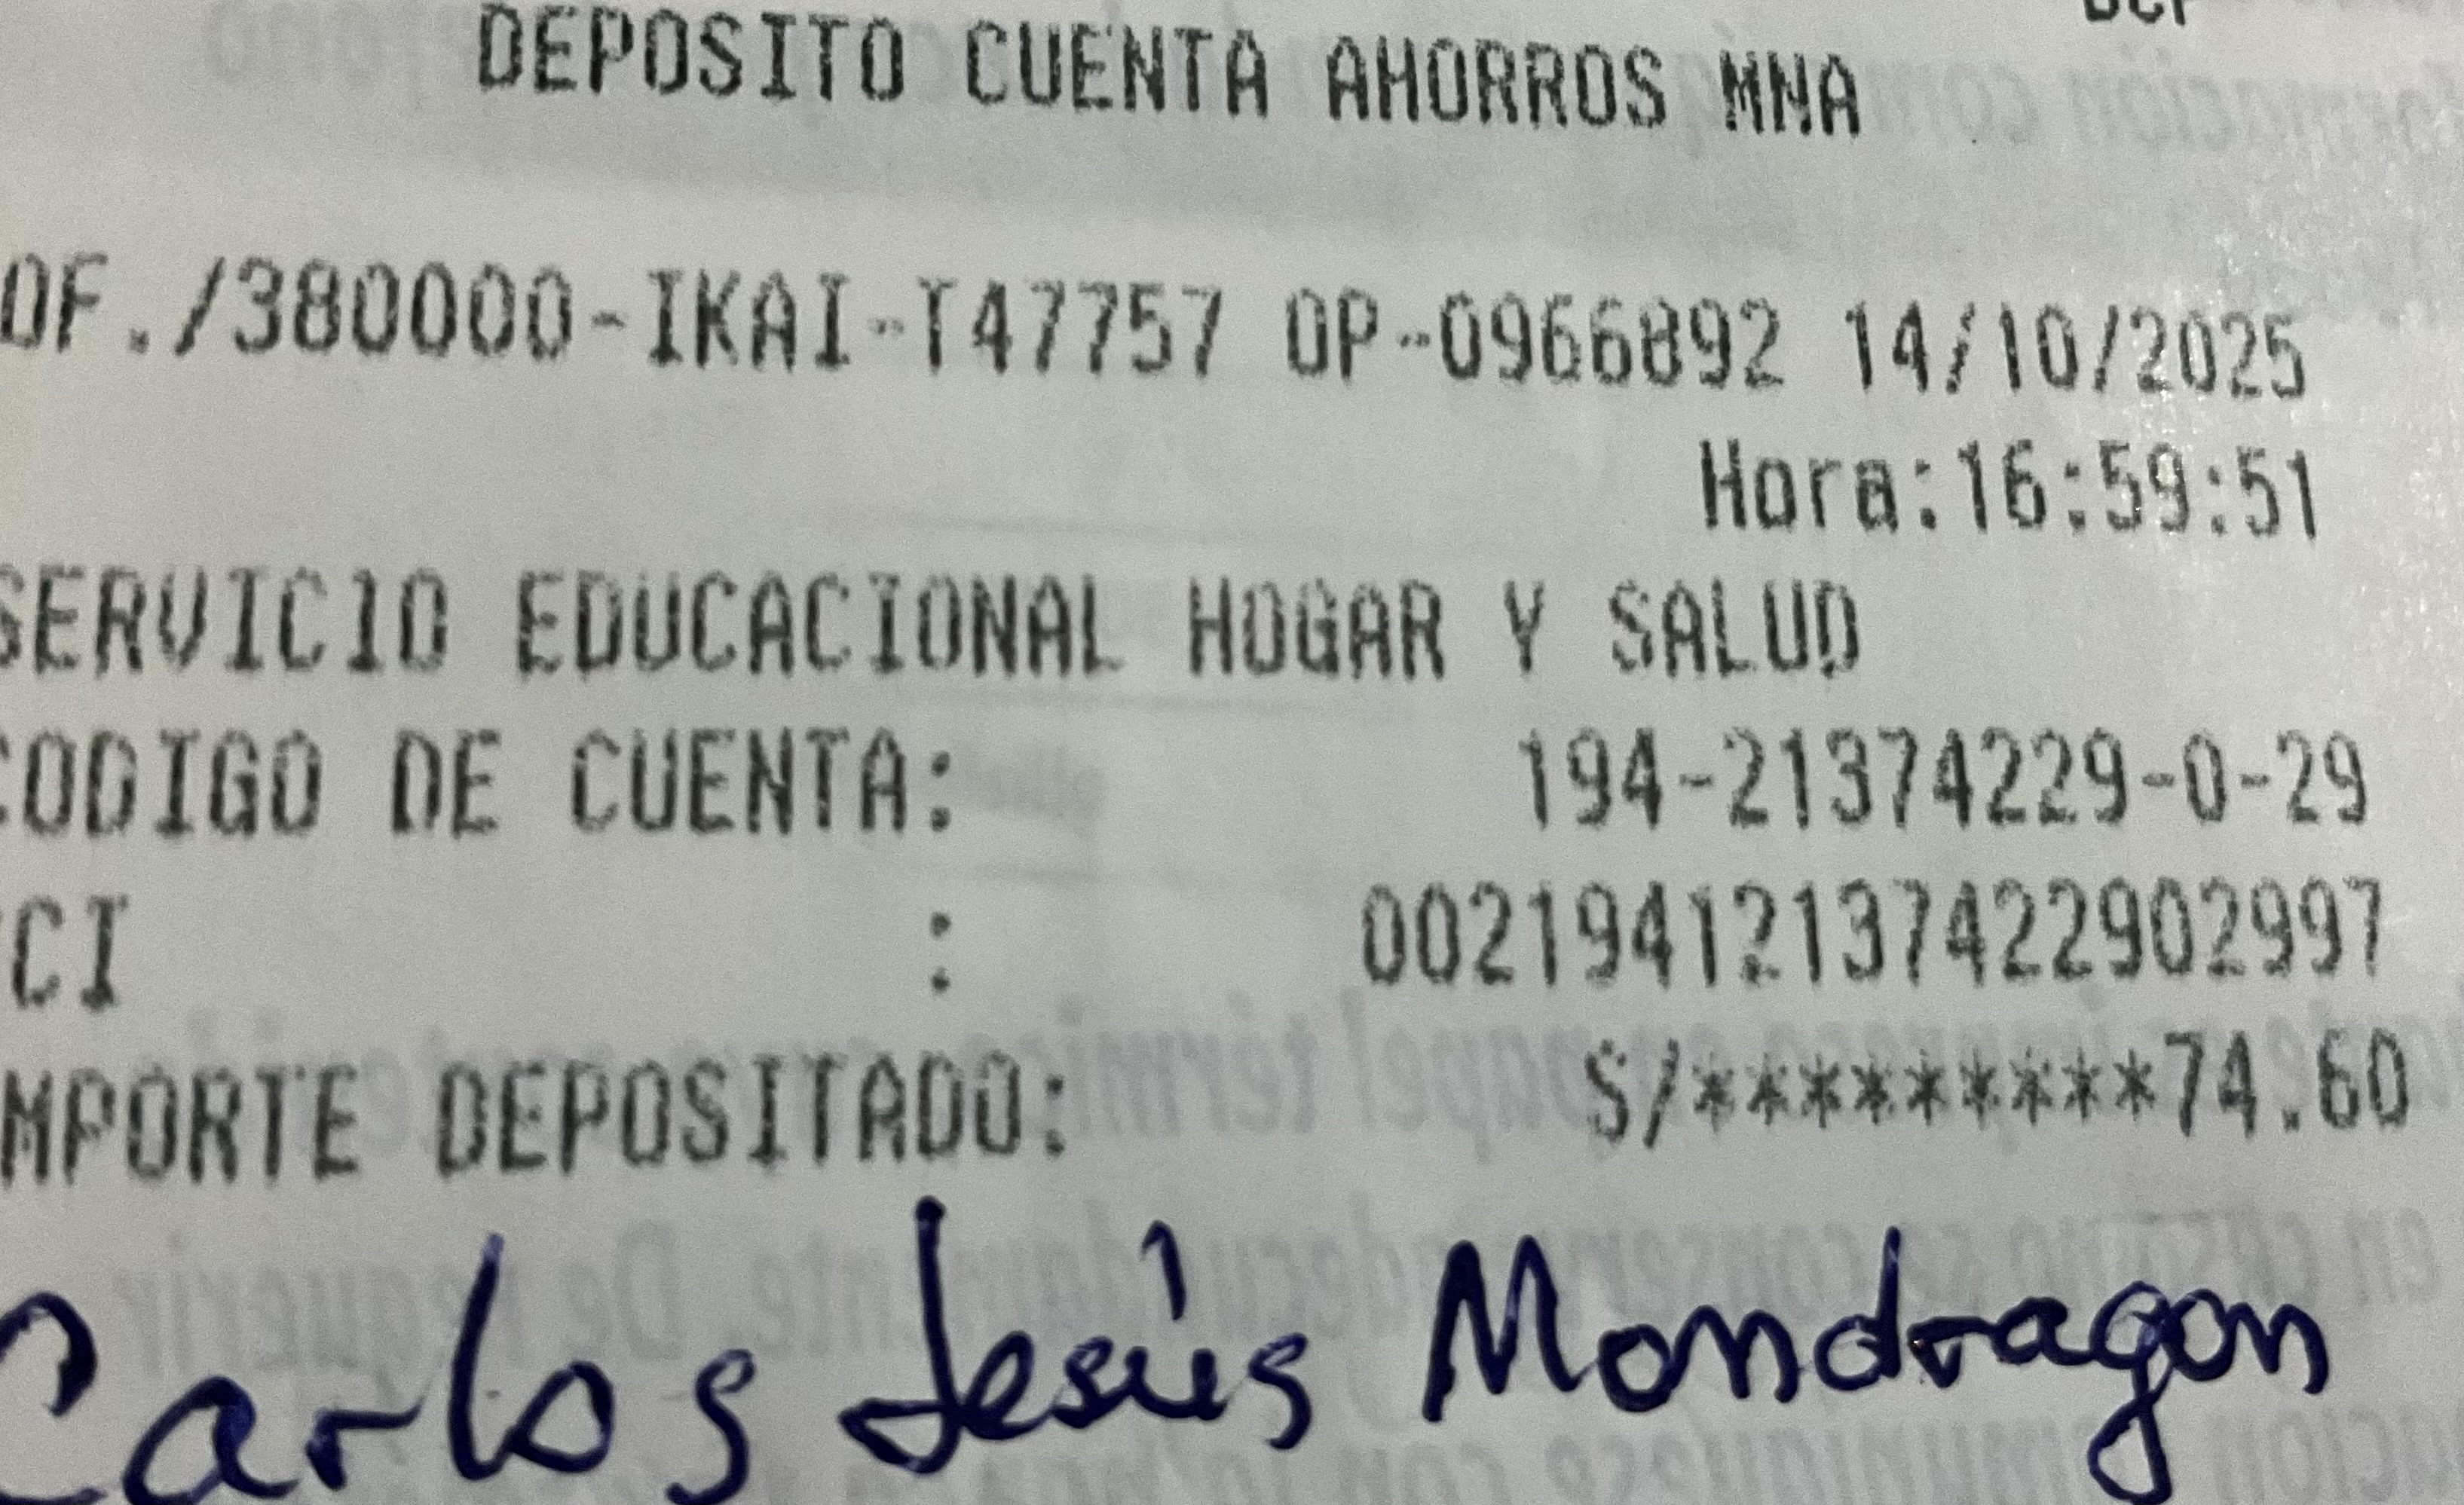 BCP
DEPOSITO CUENTA AHORROS MNA
OF./380000-IKAI-T47757 OP-0966892 14/10/2025
Hora:16:59:51
SERVICIO EDUCACIONAL HOGAR Y SALUD
CODIGO DE CUENTA: 194-21374229-0-29
CCI : 00219412137422902997
IMPORTE DEPOSITADO: S/*********74.60
Carlos Jesús Mondragon